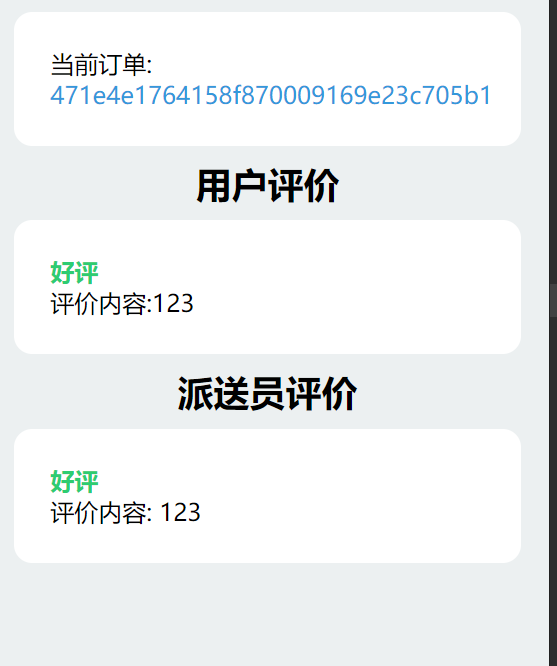 当前订单:
471e4e1764158f870009169e23c705b1
用户评价
好评
评价内容:123
派送员评价
好评
评价内容: 123